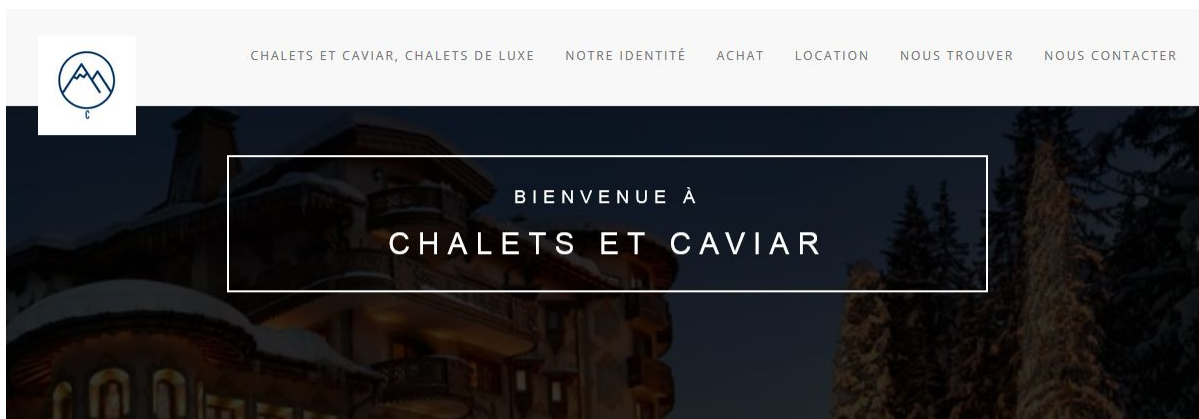 CHALETS ET CAVIAR, CHALETS DE LUXE NOTRE IDENTITÉ ACHAT LOCATION NOUS TROUVER NOUS CONTACTER
C
BIENVENUE À
CHALETS ET CAVIAR